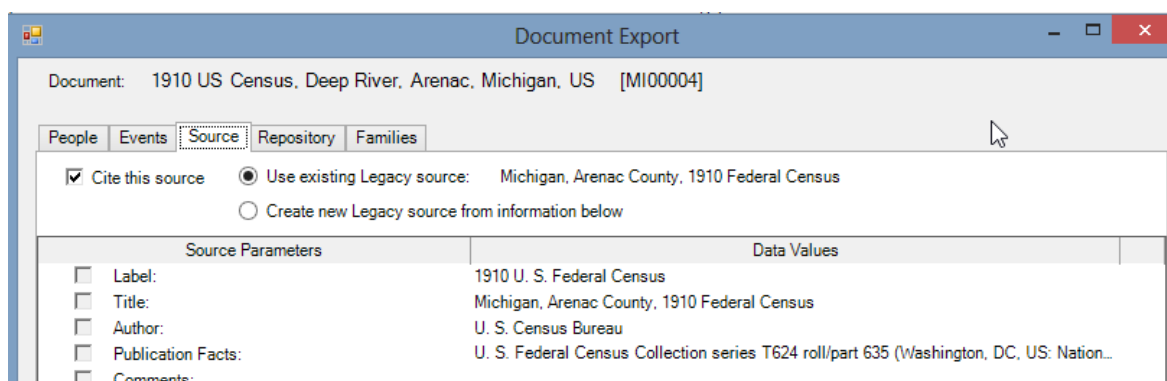 Document Export
Document: 1910 US Census, Deep River, Arenac, Michigan, US [MI00004]
People Events Source Repository Families
Cite this source Use existing Legacy source: Michigan, Arenac County, 1910 Federal Census
Create new Legacy source from information below
Source Parameters Data Values
Label: 1910 U. S. Federal Census
Title: Michigan, Arenac County, 1910 Federal Census
Author: U. S. Census Bureau
Publication Facts: U. S. Federal Census Collection series T624 roll/part 635 (Washington, DC, US: Nation...
Comments: